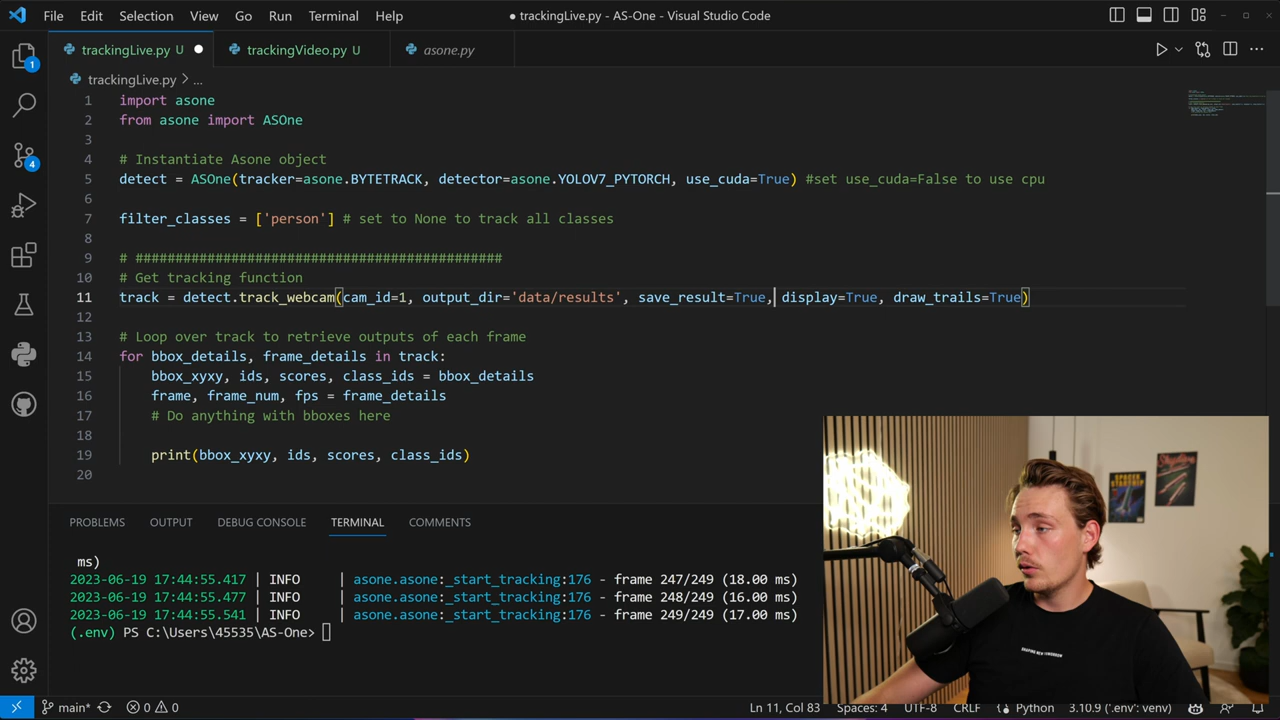 File Edit Selection View Go Run Terminal Help
● trackingLive.py - AS-One - Visual Studio Code
trackingLive.py U ●
trackingVideo.py U
asone.py
trackingLive.py > ...
1 import asone
2 from asone import ASOne
3
4 # Instantiate Asone object
5 detect = ASOne(tracker=asone.BYTETRACK, detector=asone.YOLOV7_PYTORCH, use_cuda=True) #set use_cuda=False to use cpu
6
7 filter_classes = ['person'] # set to None to track all classes
8
9 # ##############################################
10 # Get tracking function
11 track = detect.track_webcam(cam_id=1, output_dir='data/results', save_result=True, display=True, draw_trails=True)
12
13 # Loop over track to retrieve outputs of each frame
14 for bbox_details, frame_details in track:
15     bbox_xyxy, ids, scores, class_ids = bbox_details
16     frame, frame_num, fps = frame_details
17     # Do anything with bboxes here
18
19     print(bbox_xyxy, ids, scores, class_ids)
20
1
4
PROBLEMS OUTPUT DEBUG CONSOLE TERMINAL COMMENTS
ms)
2023-06-19 17:44:55.417 | INFO     | asone.asone:_start_tracking:176 - frame 247/249 (18.00 ms)
2023-06-19 17:44:55.477 | INFO     | asone.asone:_start_tracking:176 - frame 248/249 (16.00 ms)
2023-06-19 17:44:55.541 | INFO     | asone.asone:_start_tracking:176 - frame 249/249 (17.00 ms)
(.env) PS C:\Users\45535\AS-One>
main* 0 0
Ln 11, Col 83 Spaces: 4 UTF-8 CRLF Python 3.10.9 ('.env': venv)